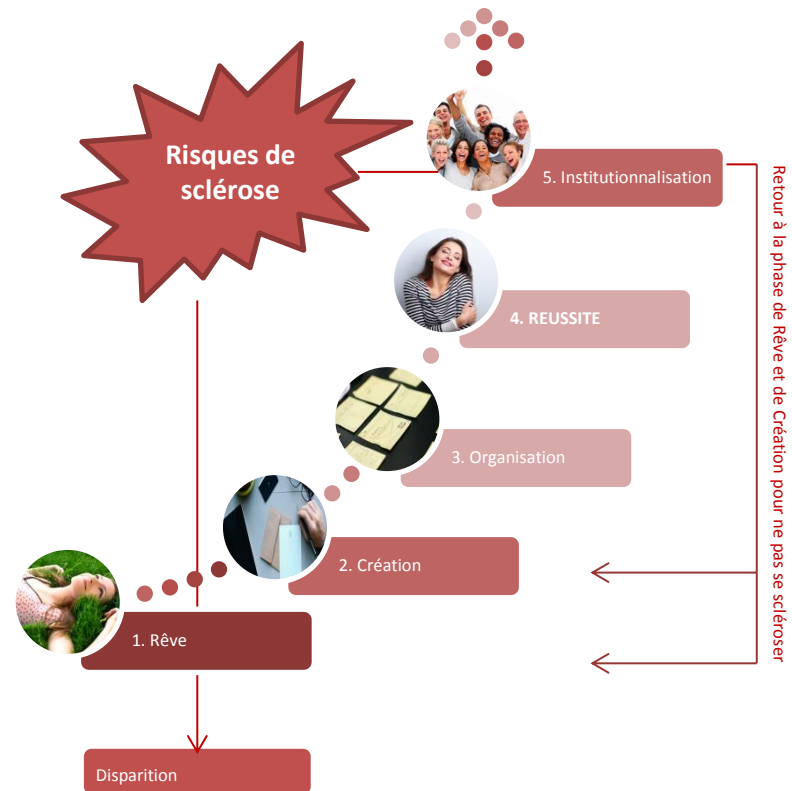 Risques de
sclérose
5. Institutionnalisation
4. REUSSITE
3. Organisation
2. Création
1. Rêve
Disparition
Retour à la phase de Rêve et de Création pour ne pas se scléroser